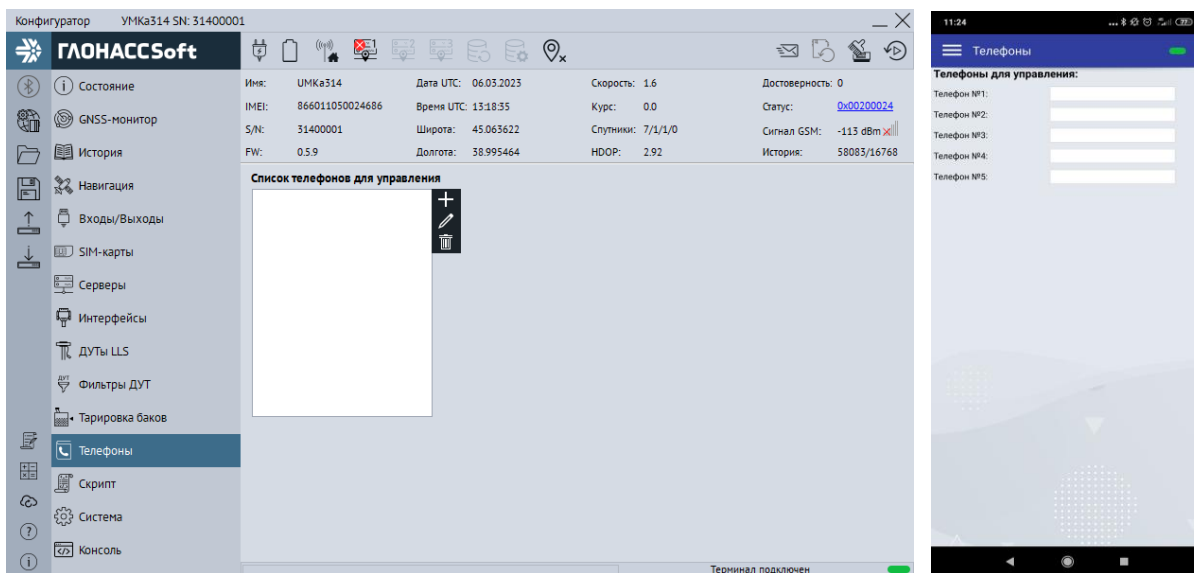 Конфигуратор УМКа314 SN: 31400001
ГЛОНАССSoft
Имя: UMKa314 Дата UTC: 06.03.2023 Скорость: 1.6 Достоверность: 0
IMEI: 866011050024686 Время UTC: 13:18:35 Курс: 0.0 Статус: 0x00200024
S/N: 31400001 Широта: 45.063622 Спутники: 7/1/1/0 Сигнал GSM: -113 dBm
FW: 0.5.9 Долгота: 38.995464 HDOP: 2.92 История: 58083/16768
Состояние
GNSS-монитор
История
Навигация
Входы/Выходы
SIM-карты
Серверы
Интерфейсы
ДУТы LLS
Фильтры ДУТ
Тарировка баков
Телефоны
Скрипт
Система
Консоль
Список телефонов для управления
Терминал подключен
11:24
Телефоны
Телефоны для управления:
Телефон №1:
Телефон №2:
Телефон №3:
Телефон №4:
Телефон №5: